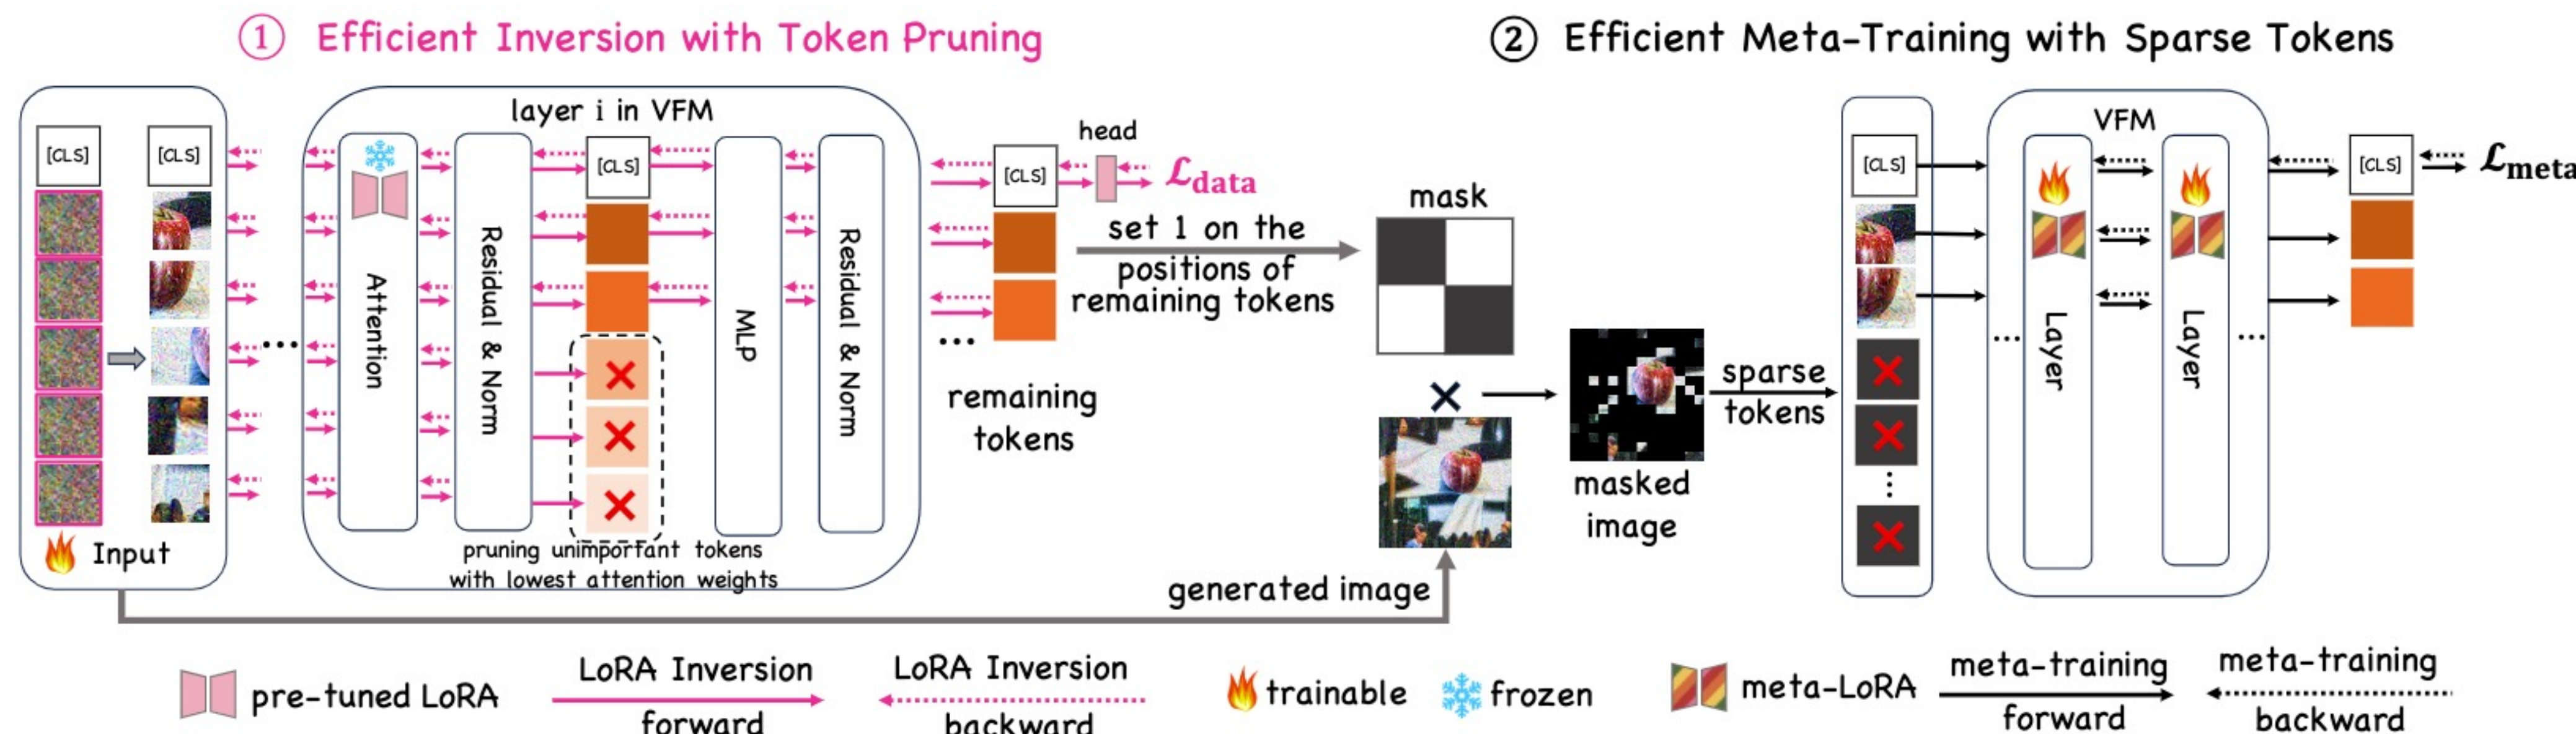 ① Efficient Inversion with Token Pruning
② Efficient Meta-Training with Sparse Tokens
[CLS]
[CLS]
Input
layer i in VFM
Attention
Residual & Norm
[CLS]
MLP
Residual & Norm
pruning unimportant tokens
with lowest attention weights
[CLS]
head
ℒdata
remaining
tokens
set 1 on the
positions of
remaining tokens
mask
generated image
masked
image
sparse
tokens
[CLS]
VFM
Layer
Layer
[CLS]
ℒmeta
pre-tuned LoRA
LoRA Inversion
forward
LoRA Inversion
backward
trainable
frozen
meta-LoRA
meta-training
forward
meta-training
backward